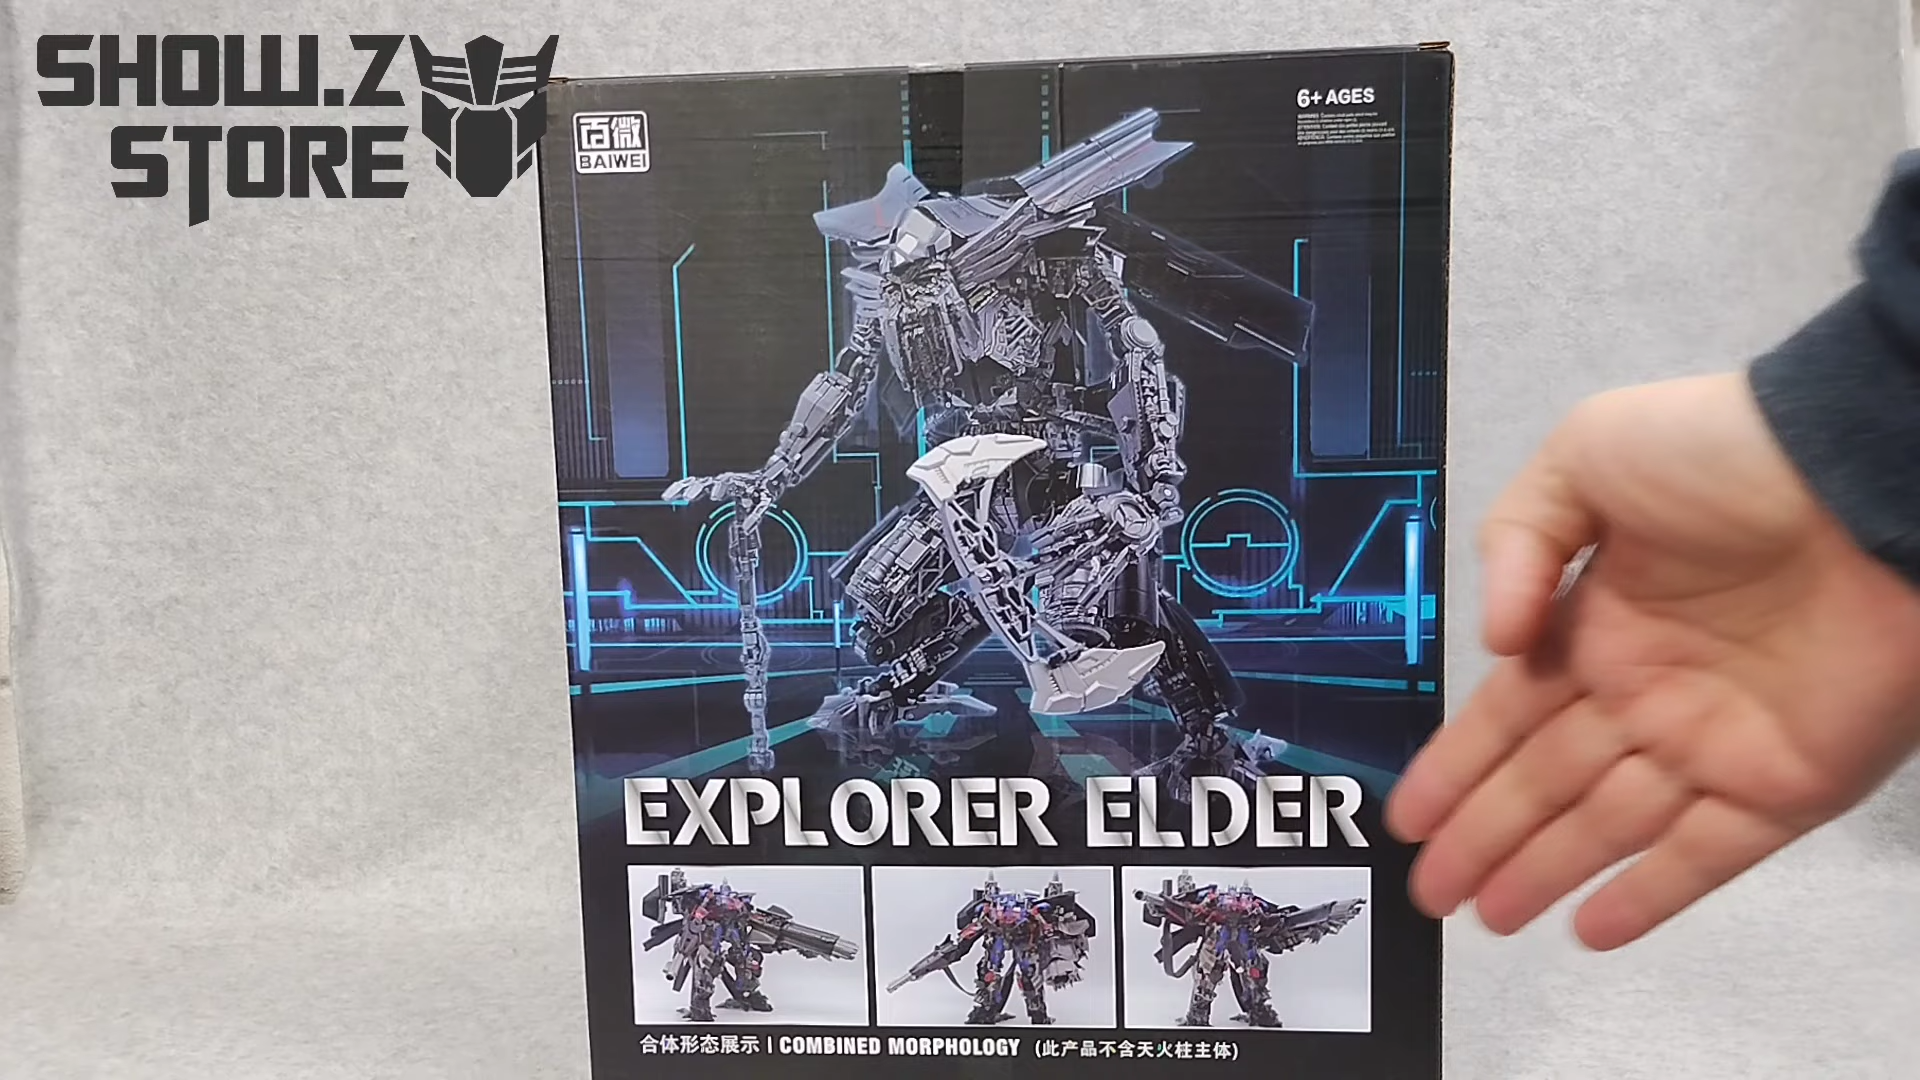 SHOW.Z
STORE
百微
BAIWEI
6+ AGES
EXPLORER ELDER
合体形态展示 | COMBINED MORPHOLOGY (此产品不含天火柱主体)